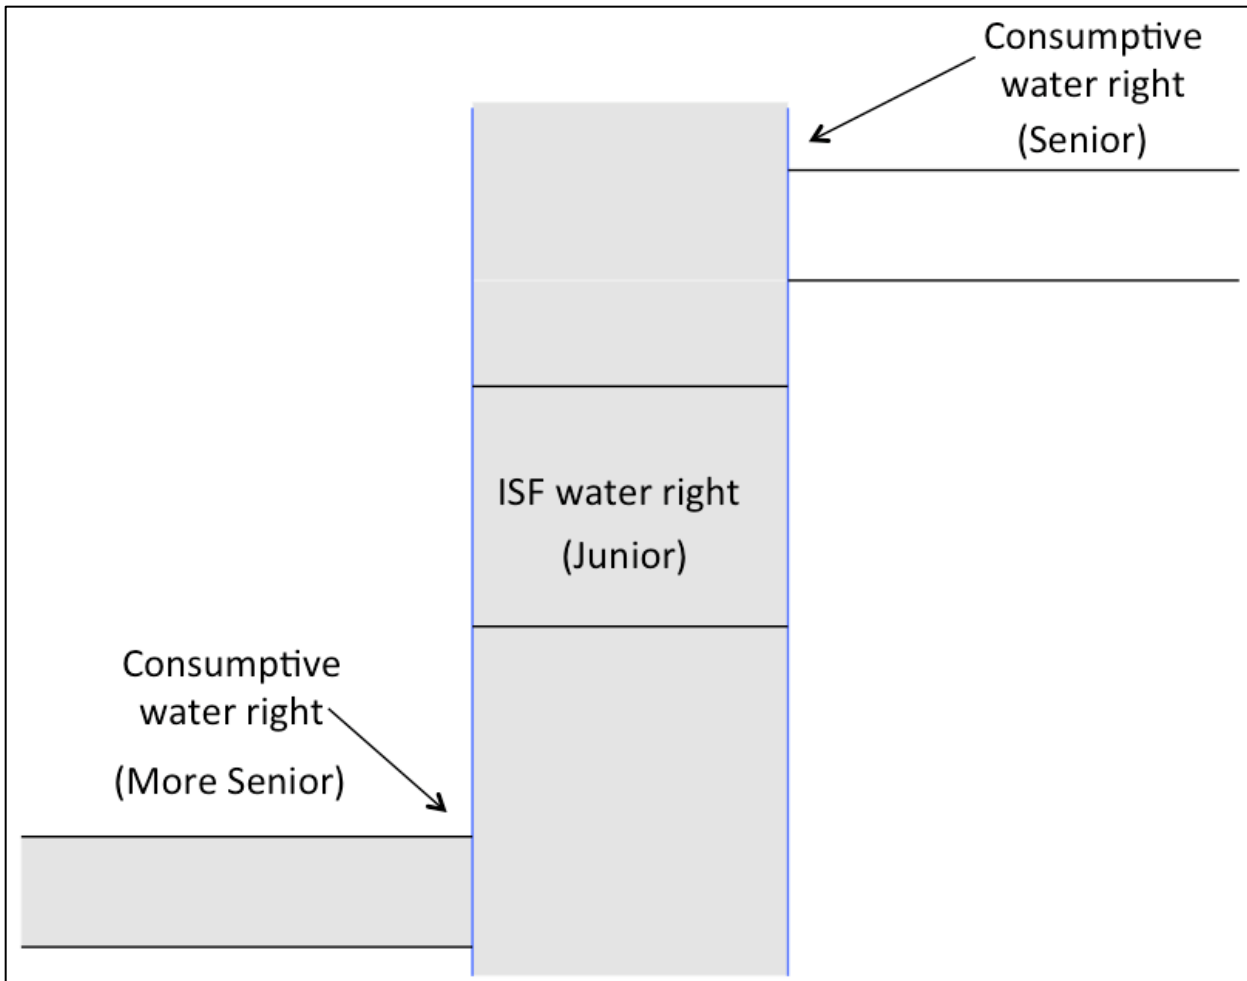 Consumptive
water right
(Senior)
ISF water right
(Junior)
Consumptive
water right
(More Senior)